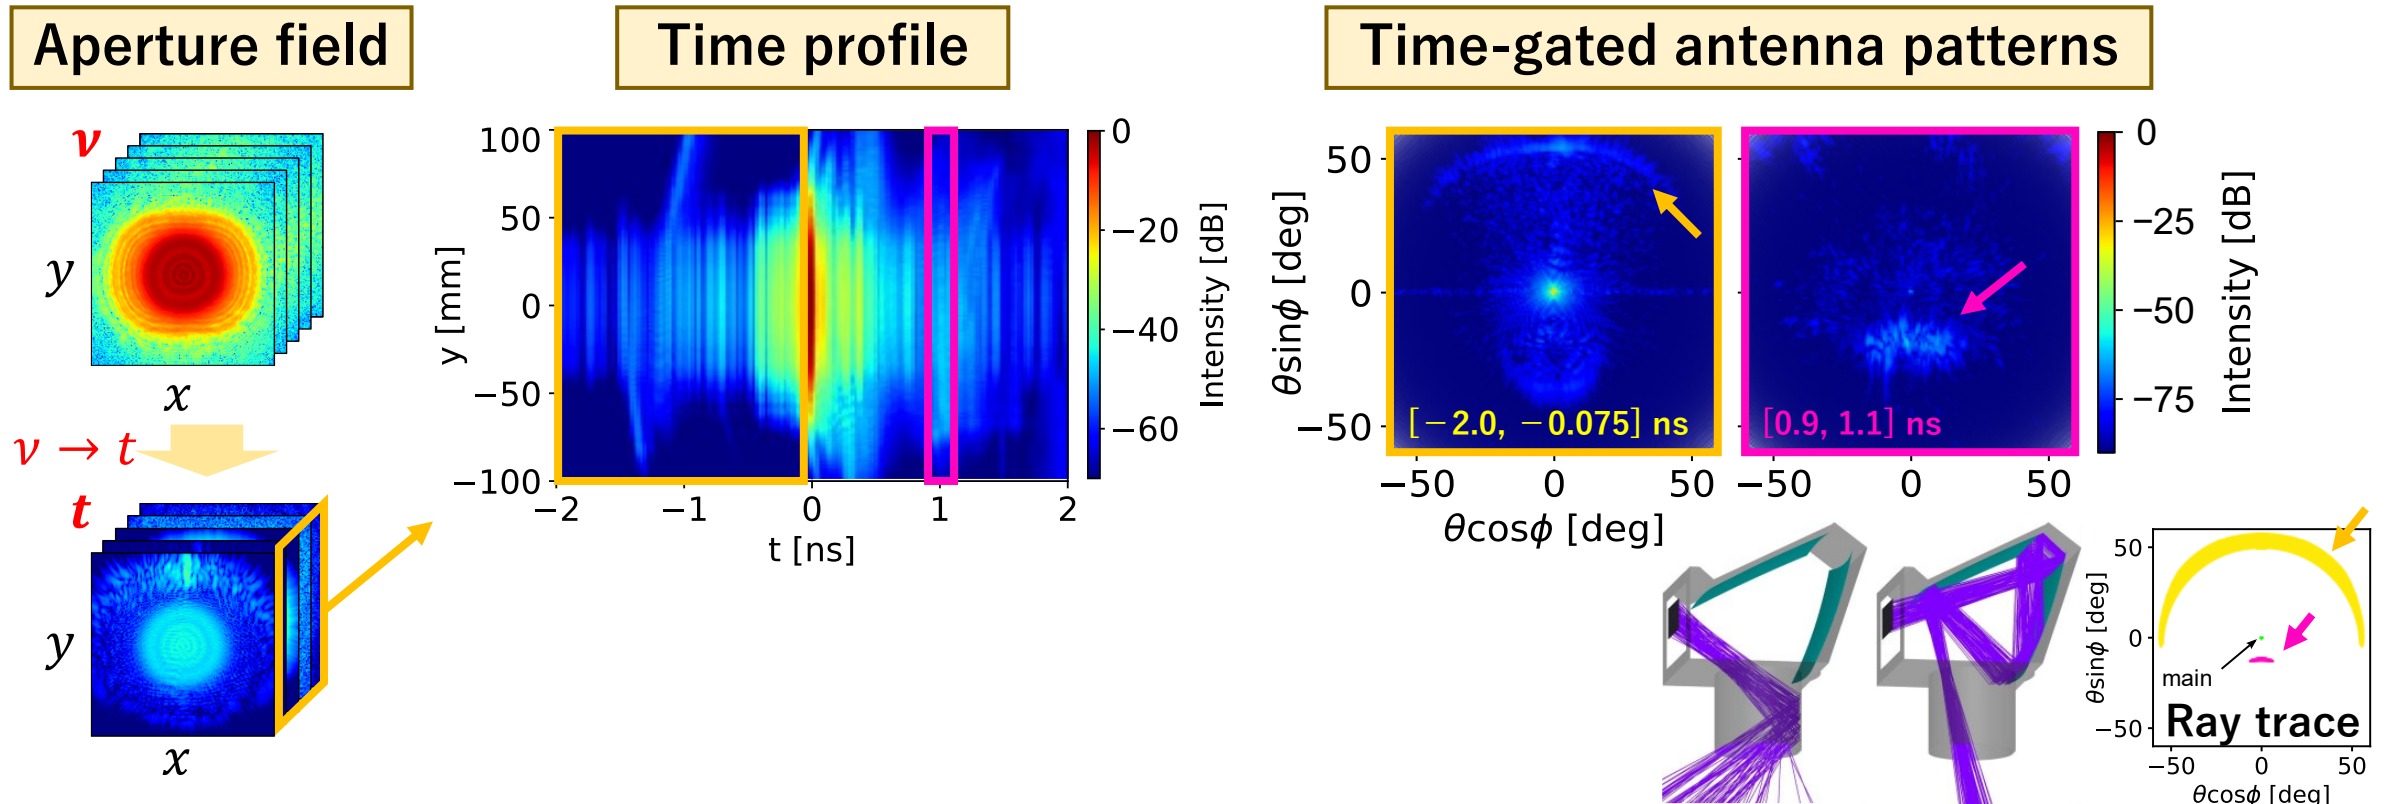 Aperture field
Time profile
Time-gated antenna patterns
ν
y
x
ν → t
t
y
x
100
50
0
−50
−100
y [mm]
−2
−1
0
1
2
t [ns]
0
−20
−40
−60
Intensity [dB]
50
0
−50
θsinϕ [deg]
[−2.0, −0.075] ns
[0.9, 1.1] ns
−50
0
50
−50
0
50
θcosϕ [deg]
0
−25
−50
−75
Intensity [dB]
50
0
−50
θsinϕ [deg]
main
Ray trace
−50
0
50
θcosϕ [deg]